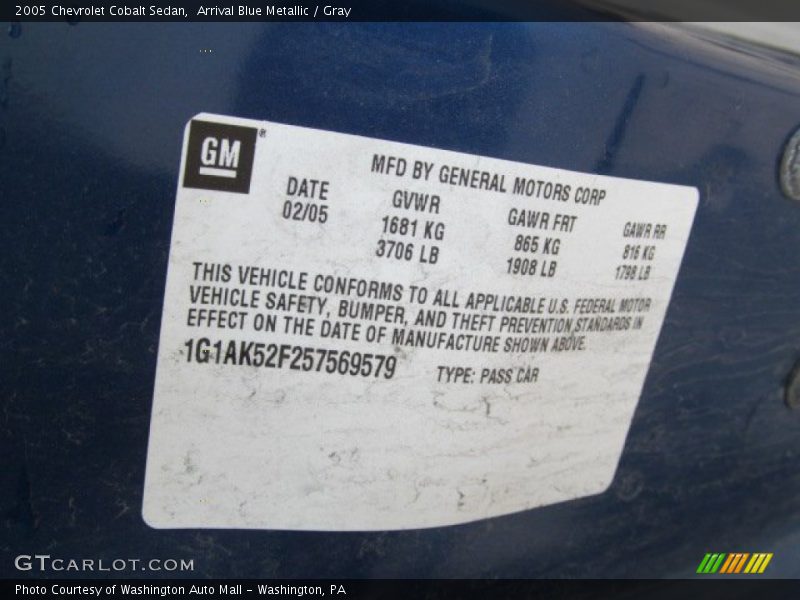 2005 Chevrolet Cobalt Sedan, Arrival Blue Metallic / Gray
GM®
MFD BY GENERAL MOTORS CORP
DATE GVWR GAWR FRT GAWR RR
02/05 1681 KG 865 KG 816 KG
3706 LB 1908 LB 1798 LB
THIS VEHICLE CONFORMS TO ALL APPLICABLE U.S. FEDERAL MOTOR
VEHICLE SAFETY, BUMPER, AND THEFT PREVENTION STANDARDS IN
EFFECT ON THE DATE OF MANUFACTURE SHOWN ABOVE.
1G1AK52F257569579 TYPE: PASS CAR
GTCARLOT.COM
Photo Courtesy of Washington Auto Mall - Washington, PA